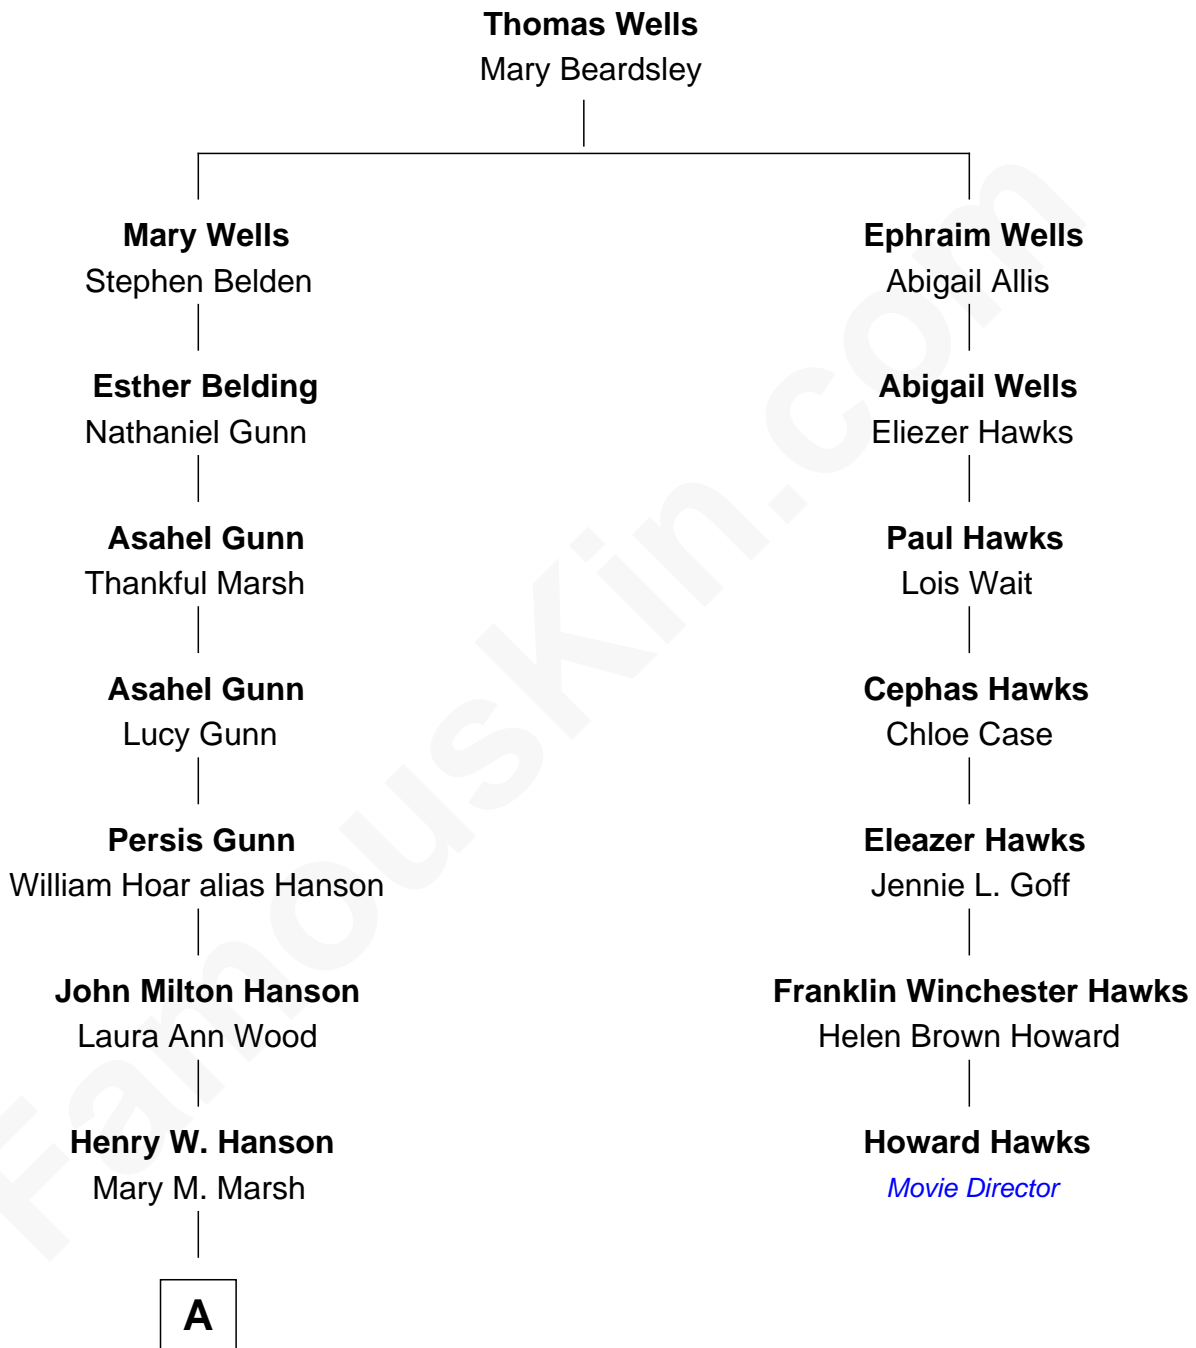 Thomas Wells
Mary Beardsley
Mary Wells
Stephen Belden
Ephraim Wells
Abigail Allis
Esther Belding
Nathaniel Gunn
Abigail Wells
Eliezer Hawks
Asahel Gunn
Thankful Marsh
Paul Hawks
Lois Wait
Asahel Gunn
Lucy Gunn
Cephas Hawks
Chloe Case
Persis Gunn
William Hoar alias Hanson
Eleazer Hawks
Jennie L. Goff
John Milton Hanson
Laura Ann Wood
Franklin Winchester Hawks
Helen Brown Howard
Henry W. Hanson
Mary M. Marsh
Howard Hawks
Movie Director
A
FamousKin.com